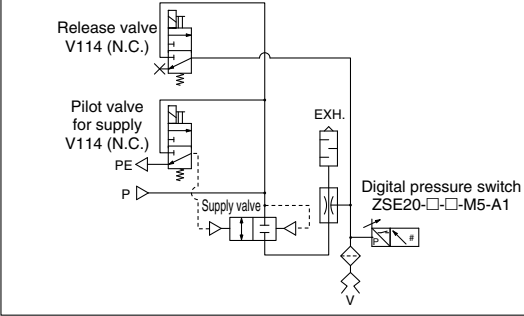 Release valve
V114 (N.C.)
Pilot valve
for supply
V114 (N.C.)
EXH.
PE
P
Supply valve
Digital pressure switch
ZSE20-□-□-M5-A1
P
#
V